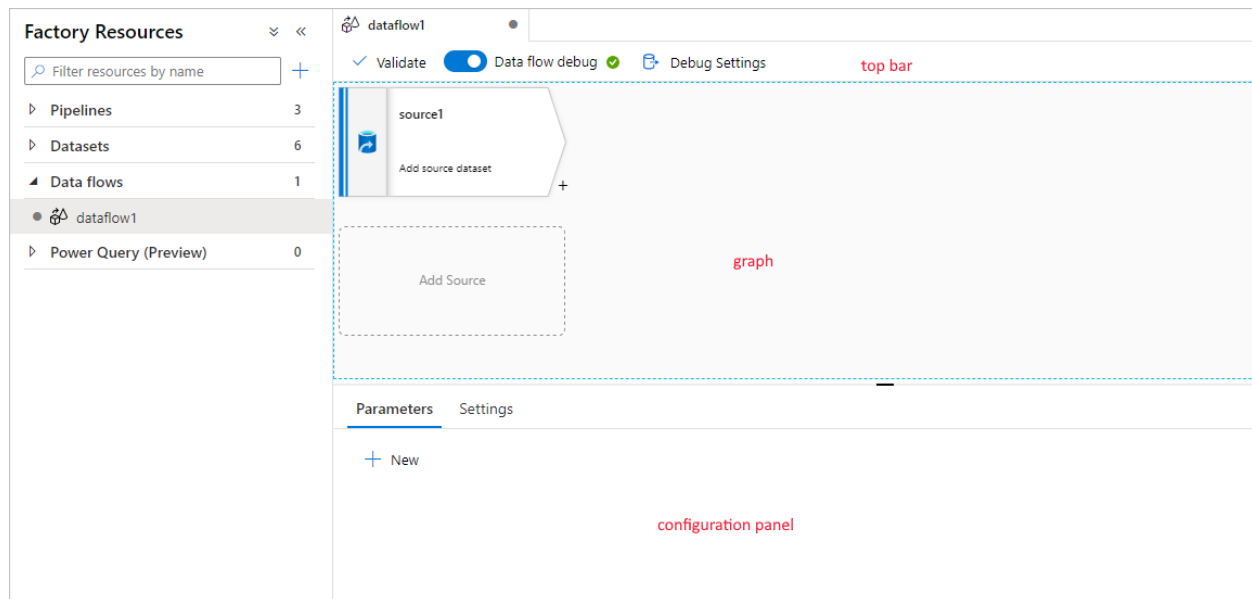 Factory Resources
Filter resources by name
Pipelines 3
Datasets 6
Data flows 1
dataflow1
Power Query (Preview) 0
dataflow1
Validate Data flow debug Debug Settings top bar
source1
Add source dataset
+
Add Source
graph
Parameters Settings
+ New
configuration panel